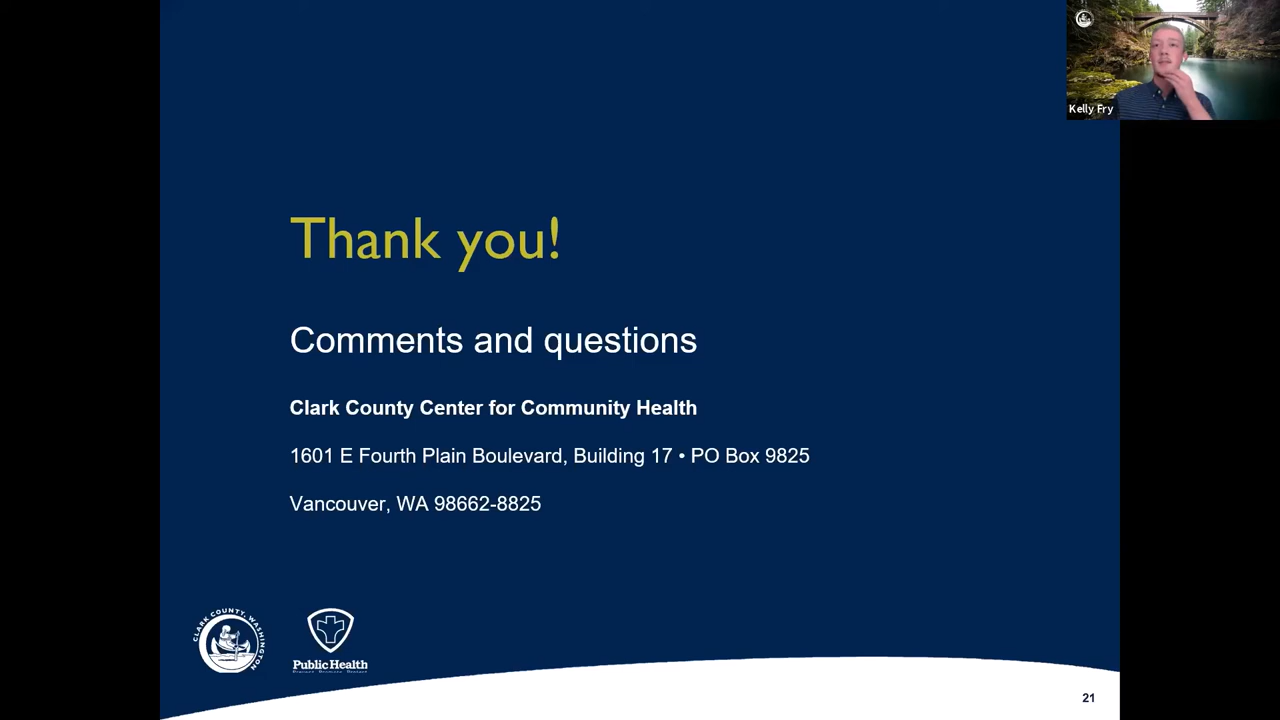 Kelly Fry
Thank you!
Comments and questions
Clark County Center for Community Health
1601 E Fourth Plain Boulevard, Building 17 • PO Box 9825
Vancouver, WA 98662-8825
CLARK COUNTY, WASHINGTON
Public Health
21